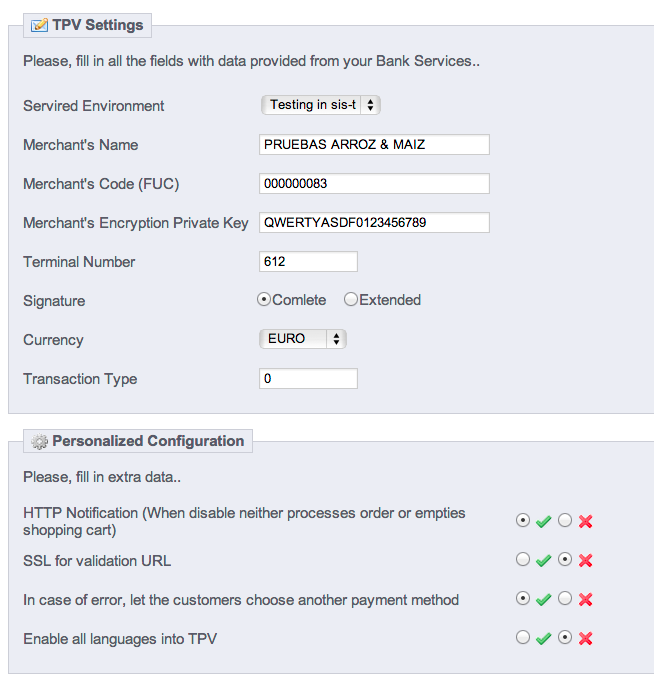 TPV Settings
Please, fill in all the fields with data provided from your Bank Services..
Servired Environment
Testing in sis-t
Merchant's Name
PRUEBAS ARROZ & MAIZ
Merchant's Code (FUC)
000000083
Merchant's Encryption Private Key
QWERTYASDF0123456789
Terminal Number
612
Signature
Comlete Extended
Currency
EURO
Transaction Type
0
Personalized Configuration
Please, fill in extra data..
HTTP Notification (When disable neither processes order or empties
shopping cart)
SSL for validation URL
In case of error, let the customers choose another payment method
Enable all languages into TPV